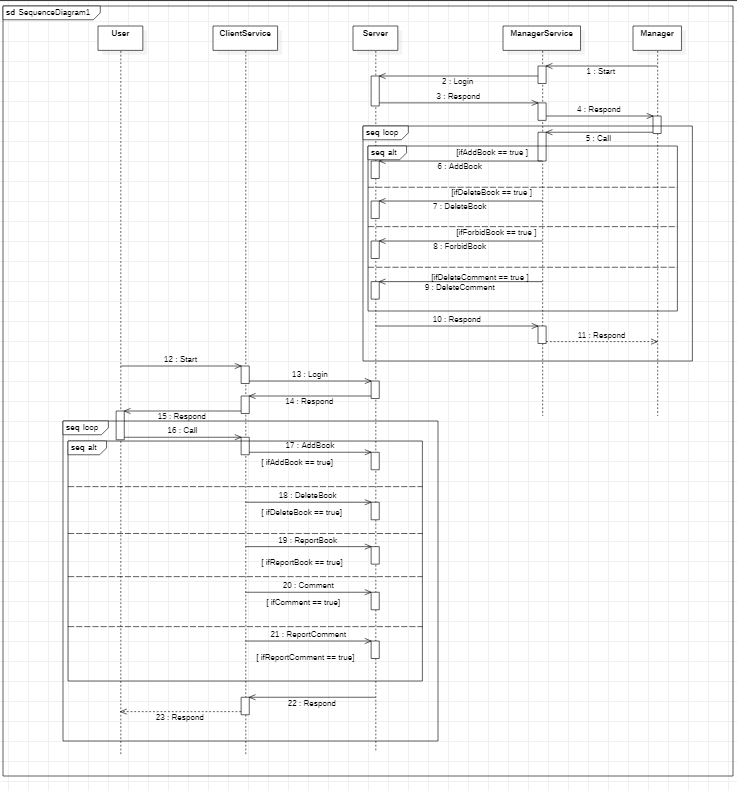 sd SequenceDiagram1
User
ClientService
Server
ManagerService
Manager
1 : Start
2 : Login
3 : Respond
4 : Respond
seq loop
5 : Call
seq alt
[ifAddBook == true ]
6 : AddBook
[ifDeleteBook == true ]
7 : DeleteBook
[ifForbidBook == true ]
8 : ForbidBook
[ifDeleteComment == true ]
9 : DeleteComment
10 : Respond
11 : Respond
12 : Start
13 : Login
14 : Respond
15 : Respond
seq loop
16 : Call
seq alt
17 : AddBook
[ ifAddBook == true]
18 : DeleteBook
[ ifDeleteBook == true]
19 : ReportBook
[ ifReportBook == true]
20 : Comment
[ ifComment == true]
21 : ReportComment
[ ifReportComment == true]
22 : Respond
23 : Respond